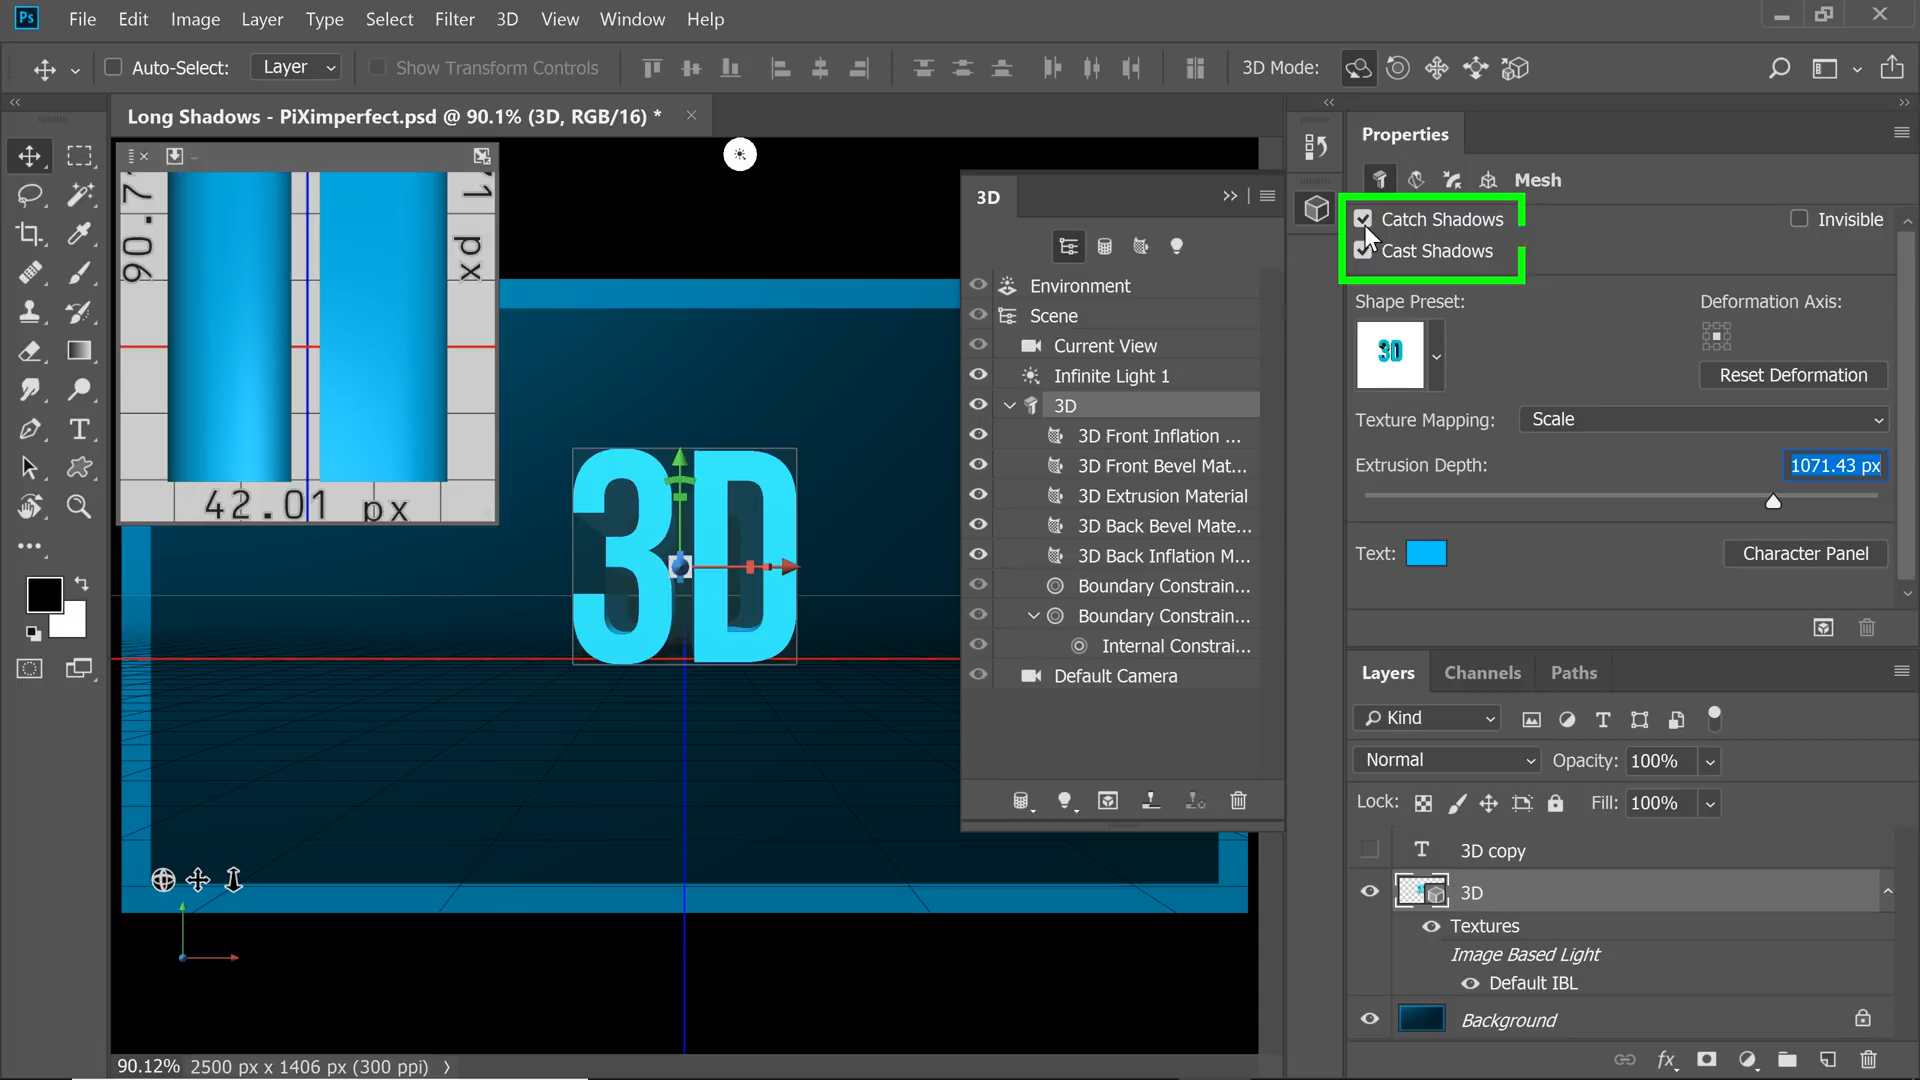 Ps File Edit Image Layer Type Select Filter 3D View Window Help
Auto-Select: Layer Show Transform Controls 3D Mode:
Long Shadows - PiXimperfect.psd @ 90.1% (3D, RGB/16) *
42.01 px
px
3D
3D
Environment
Scene
Current View
Infinite Light 1
3D
3D Front Inflation ...
3D Front Bevel Mat...
3D Extrusion Material
3D Back Bevel Mate...
3D Back Inflation M...
Boundary Constrain...
Boundary Constrain...
Internal Constrai...
Default Camera
Properties
Mesh
Catch Shadows Invisible
Cast Shadows
Shape Preset: Deformation Axis:
3D
Reset Deformation
Texture Mapping: Scale
Extrusion Depth: 1071.43 px
Text: Character Panel
Layers Channels Paths
Kind
Normal Opacity: 100%
Lock: Fill: 100%
3D copy
3D
Textures
Image Based Light
Default IBL
Background
fx
90.12% 2500 px x 1406 px (300 ppi)